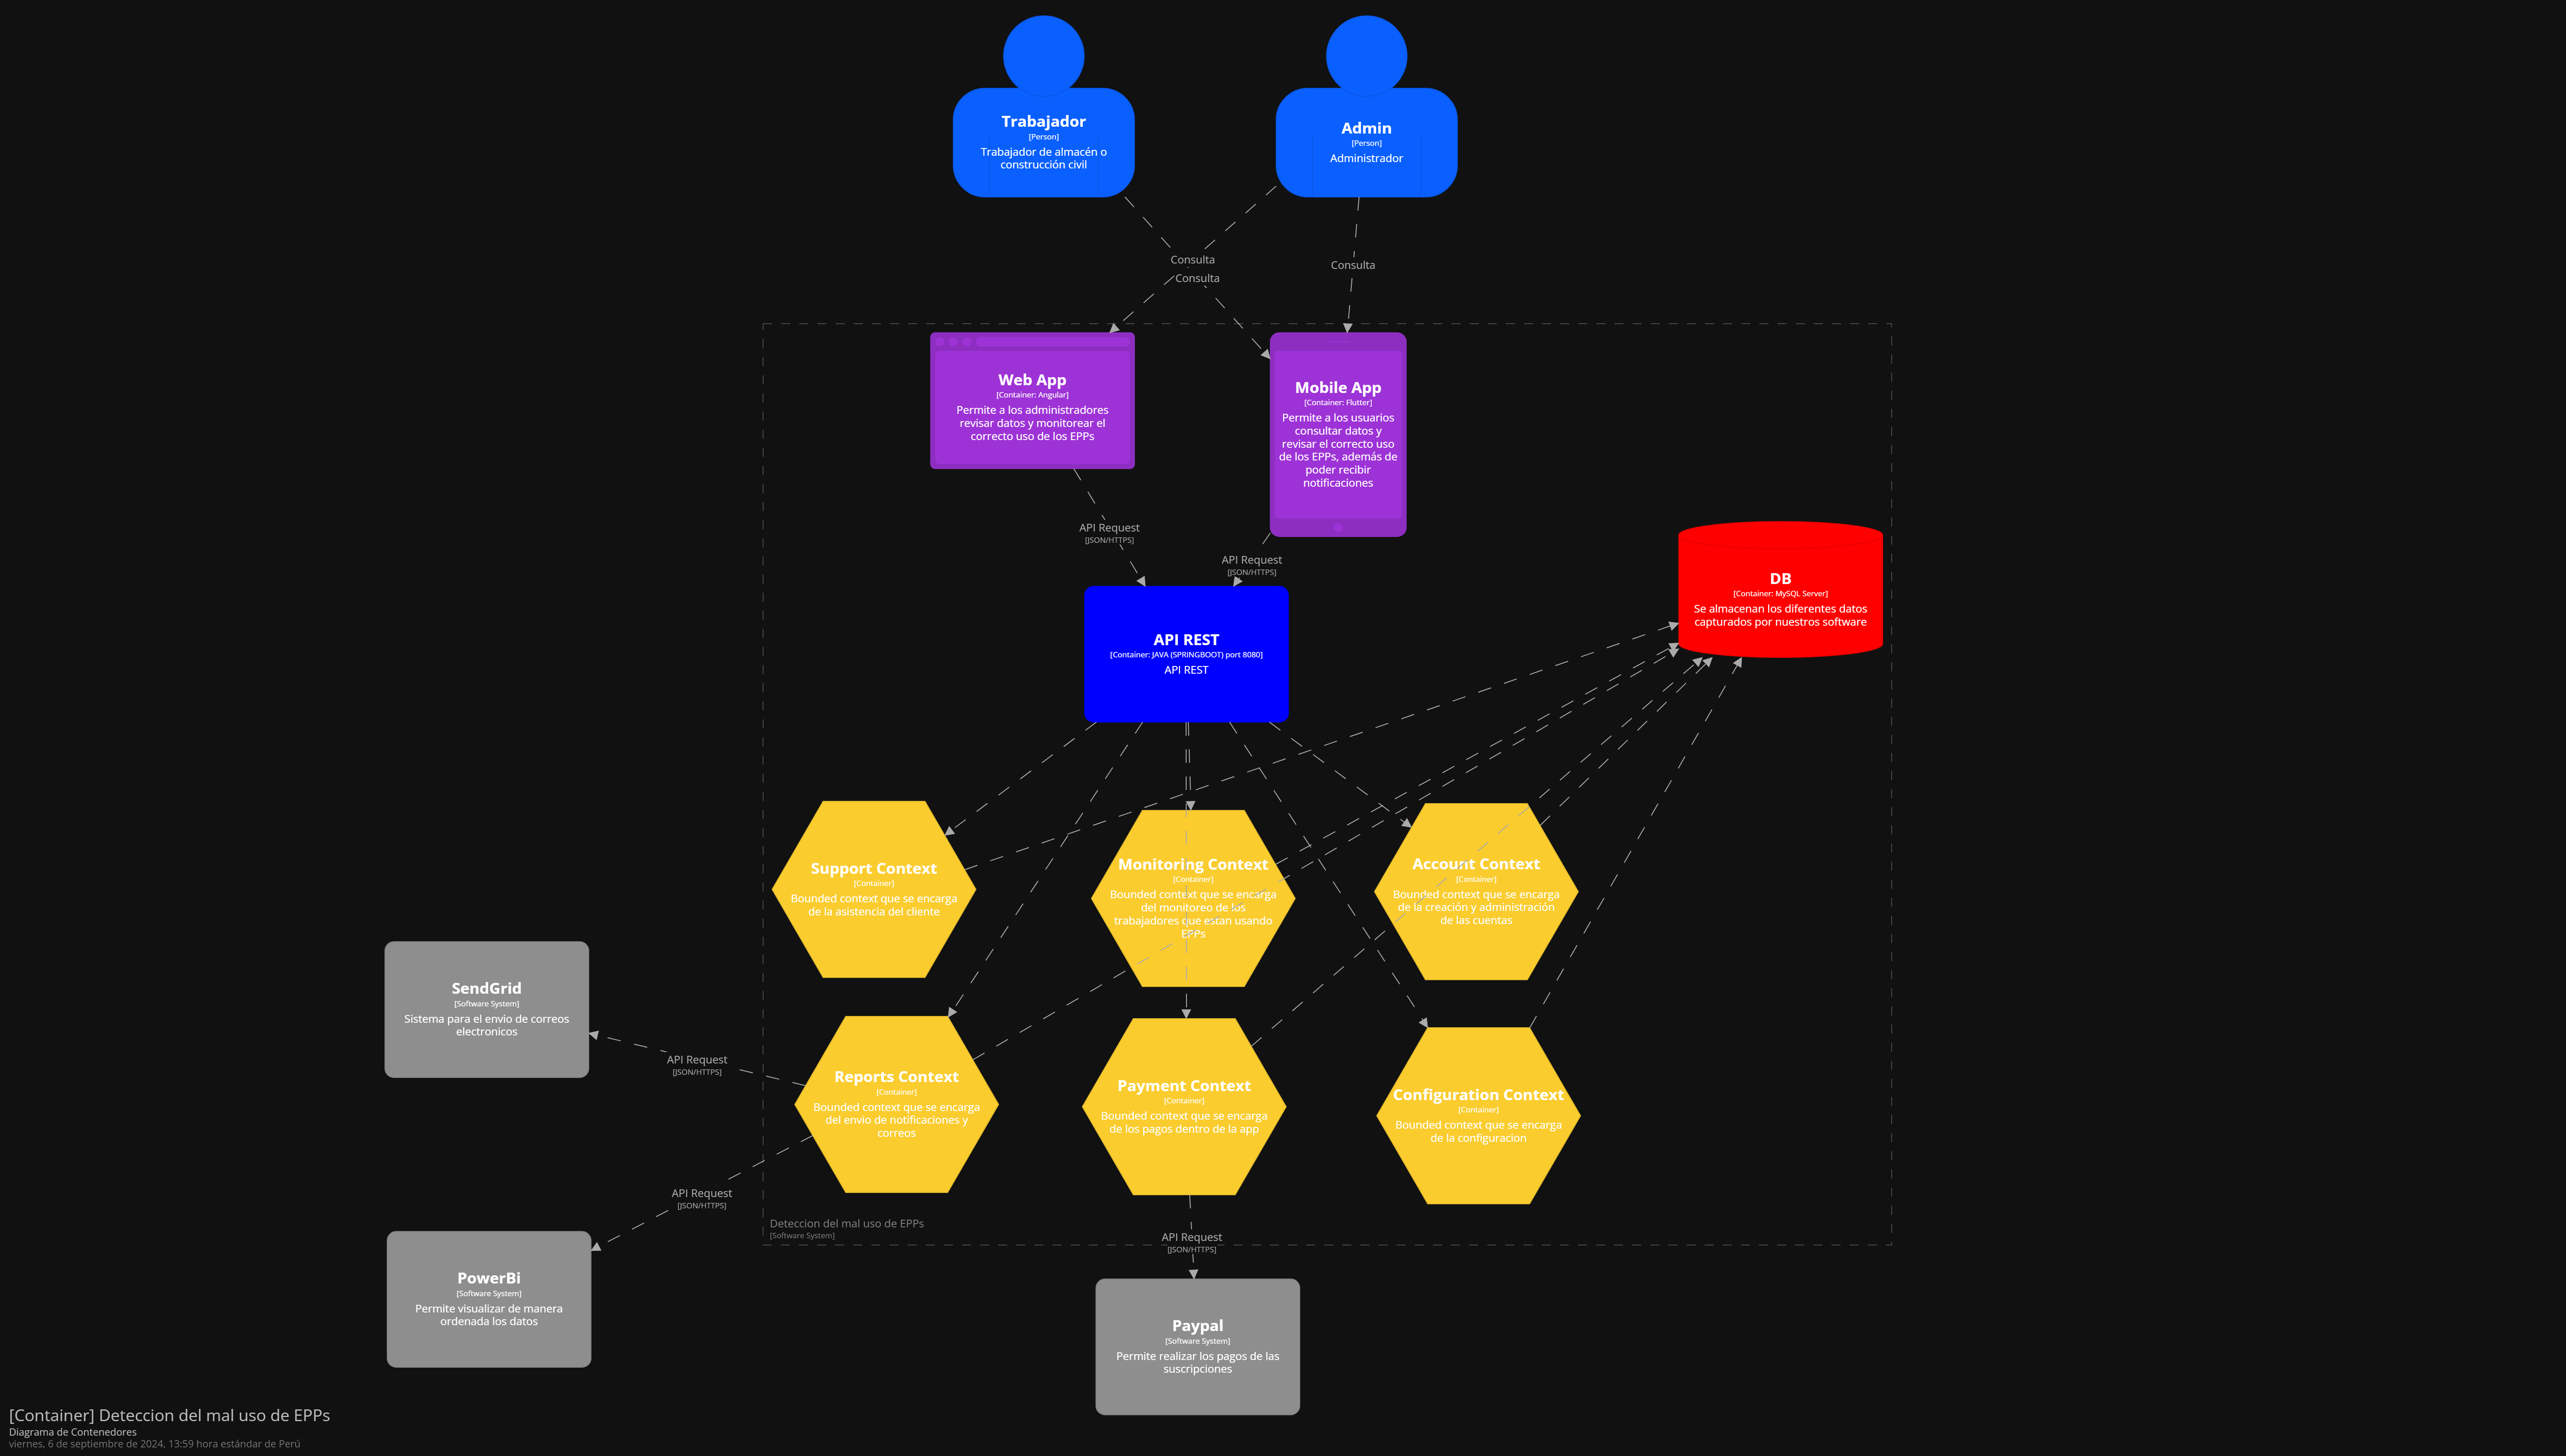 Trabajador
[Person]
Trabajador de almacén o
construcción civil
Admin
[Person]
Administrador
Consulta
Consulta
Consulta
Web App
[Container: Angular]
Permite a los administradores
revisar datos y monitorear el
correcto uso de los EPPs
Mobile App
[Container: Flutter]
Permite a los usuarios
consultar datos y
revisar el correcto uso
de los EPPs, además de
poder recibir
notificaciones
API Request
[JSON/HTTPS]
API Request
[JSON/HTTPS]
DB
[Container: MySQL Server]
Se almacenan los diferentes datos
capturados por nuestros software
API REST
[Container: JAVA (SPRINGBOOT) port 8080]
API REST
Support Context
[Container]
Bounded context que se encarga
de la asistencia del cliente
Monitoring Context
[Container]
Bounded context que se encarga
del monitoreo de los
trabajadores que estan usando
EPPs
Account Context
[Container]
Bounded context que se encarga
de la creación y administración
de las cuentas
SendGrid
[Software System]
Sistema para el envio de correos
electronicos
API Request
[JSON/HTTPS]
Reports Context
[Container]
Bounded context que se encarga
del envio de notificaciones y
correos
Payment Context
[Container]
Bounded context que se encarga
de los pagos dentro de la app
Configuration Context
[Container]
Bounded context que se encarga
de la configuracion
API Request
[JSON/HTTPS]
Deteccion del mal uso de EPPs
[Software System]
API Request
[JSON/HTTPS]
PowerBi
[Software System]
Permite visualizar de manera
ordenada los datos
Paypal
[Software System]
Permite realizar los pagos de las
suscripciones
[Container] Deteccion del mal uso de EPPs
Diagrama de Contenedores
viernes, 6 de septiembre de 2024, 13:59 hora estándar de Perú